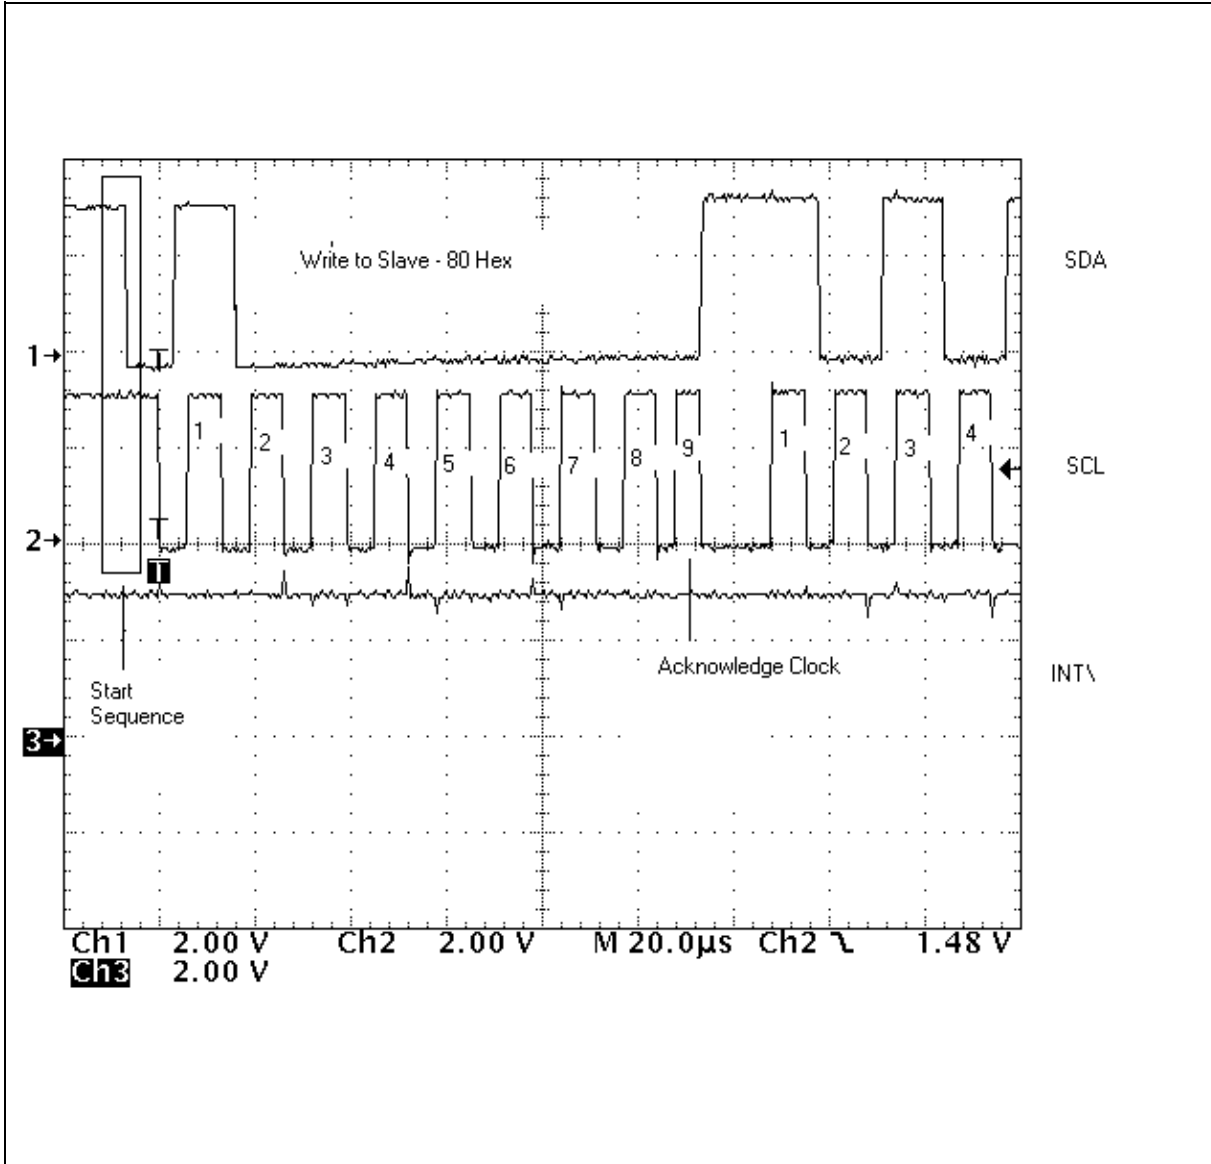 Write to Slave - 80 Hex
SDA
1
T
1 2 3 4 5 6 7 8 9 1 2 3 4
SCL
T
2
T
Acknowledge Clock
INT\
Start
Sequence
3
Ch1 2.00 V Ch2 2.00 V M 20.0µs Ch2 1.48 V
Ch3 2.00 V